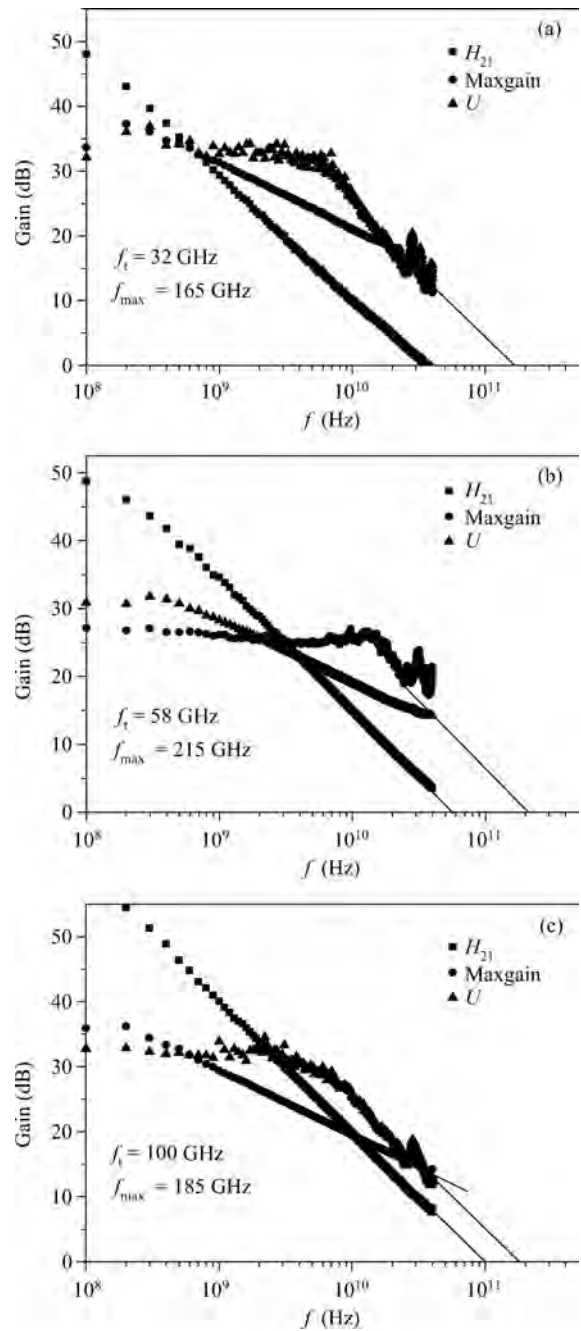 (a)
50
40
30
20
10
0
Gain (dB)
H21
Maxgain
U
ft = 32 GHz
fmax = 165 GHz
10^8
10^9
10^10
10^11
f (Hz)
(b)
50
40
30
20
10
0
Gain (dB)
H21
Maxgain
U
ft = 58 GHz
fmax = 215 GHz
10^8
10^9
10^10
10^11
f (Hz)
(c)
50
40
30
20
10
0
Gain (dB)
H21
Maxgain
U
ft = 100 GHz
fmax = 185 GHz
10^8
10^9
10^10
10^11
f (Hz)